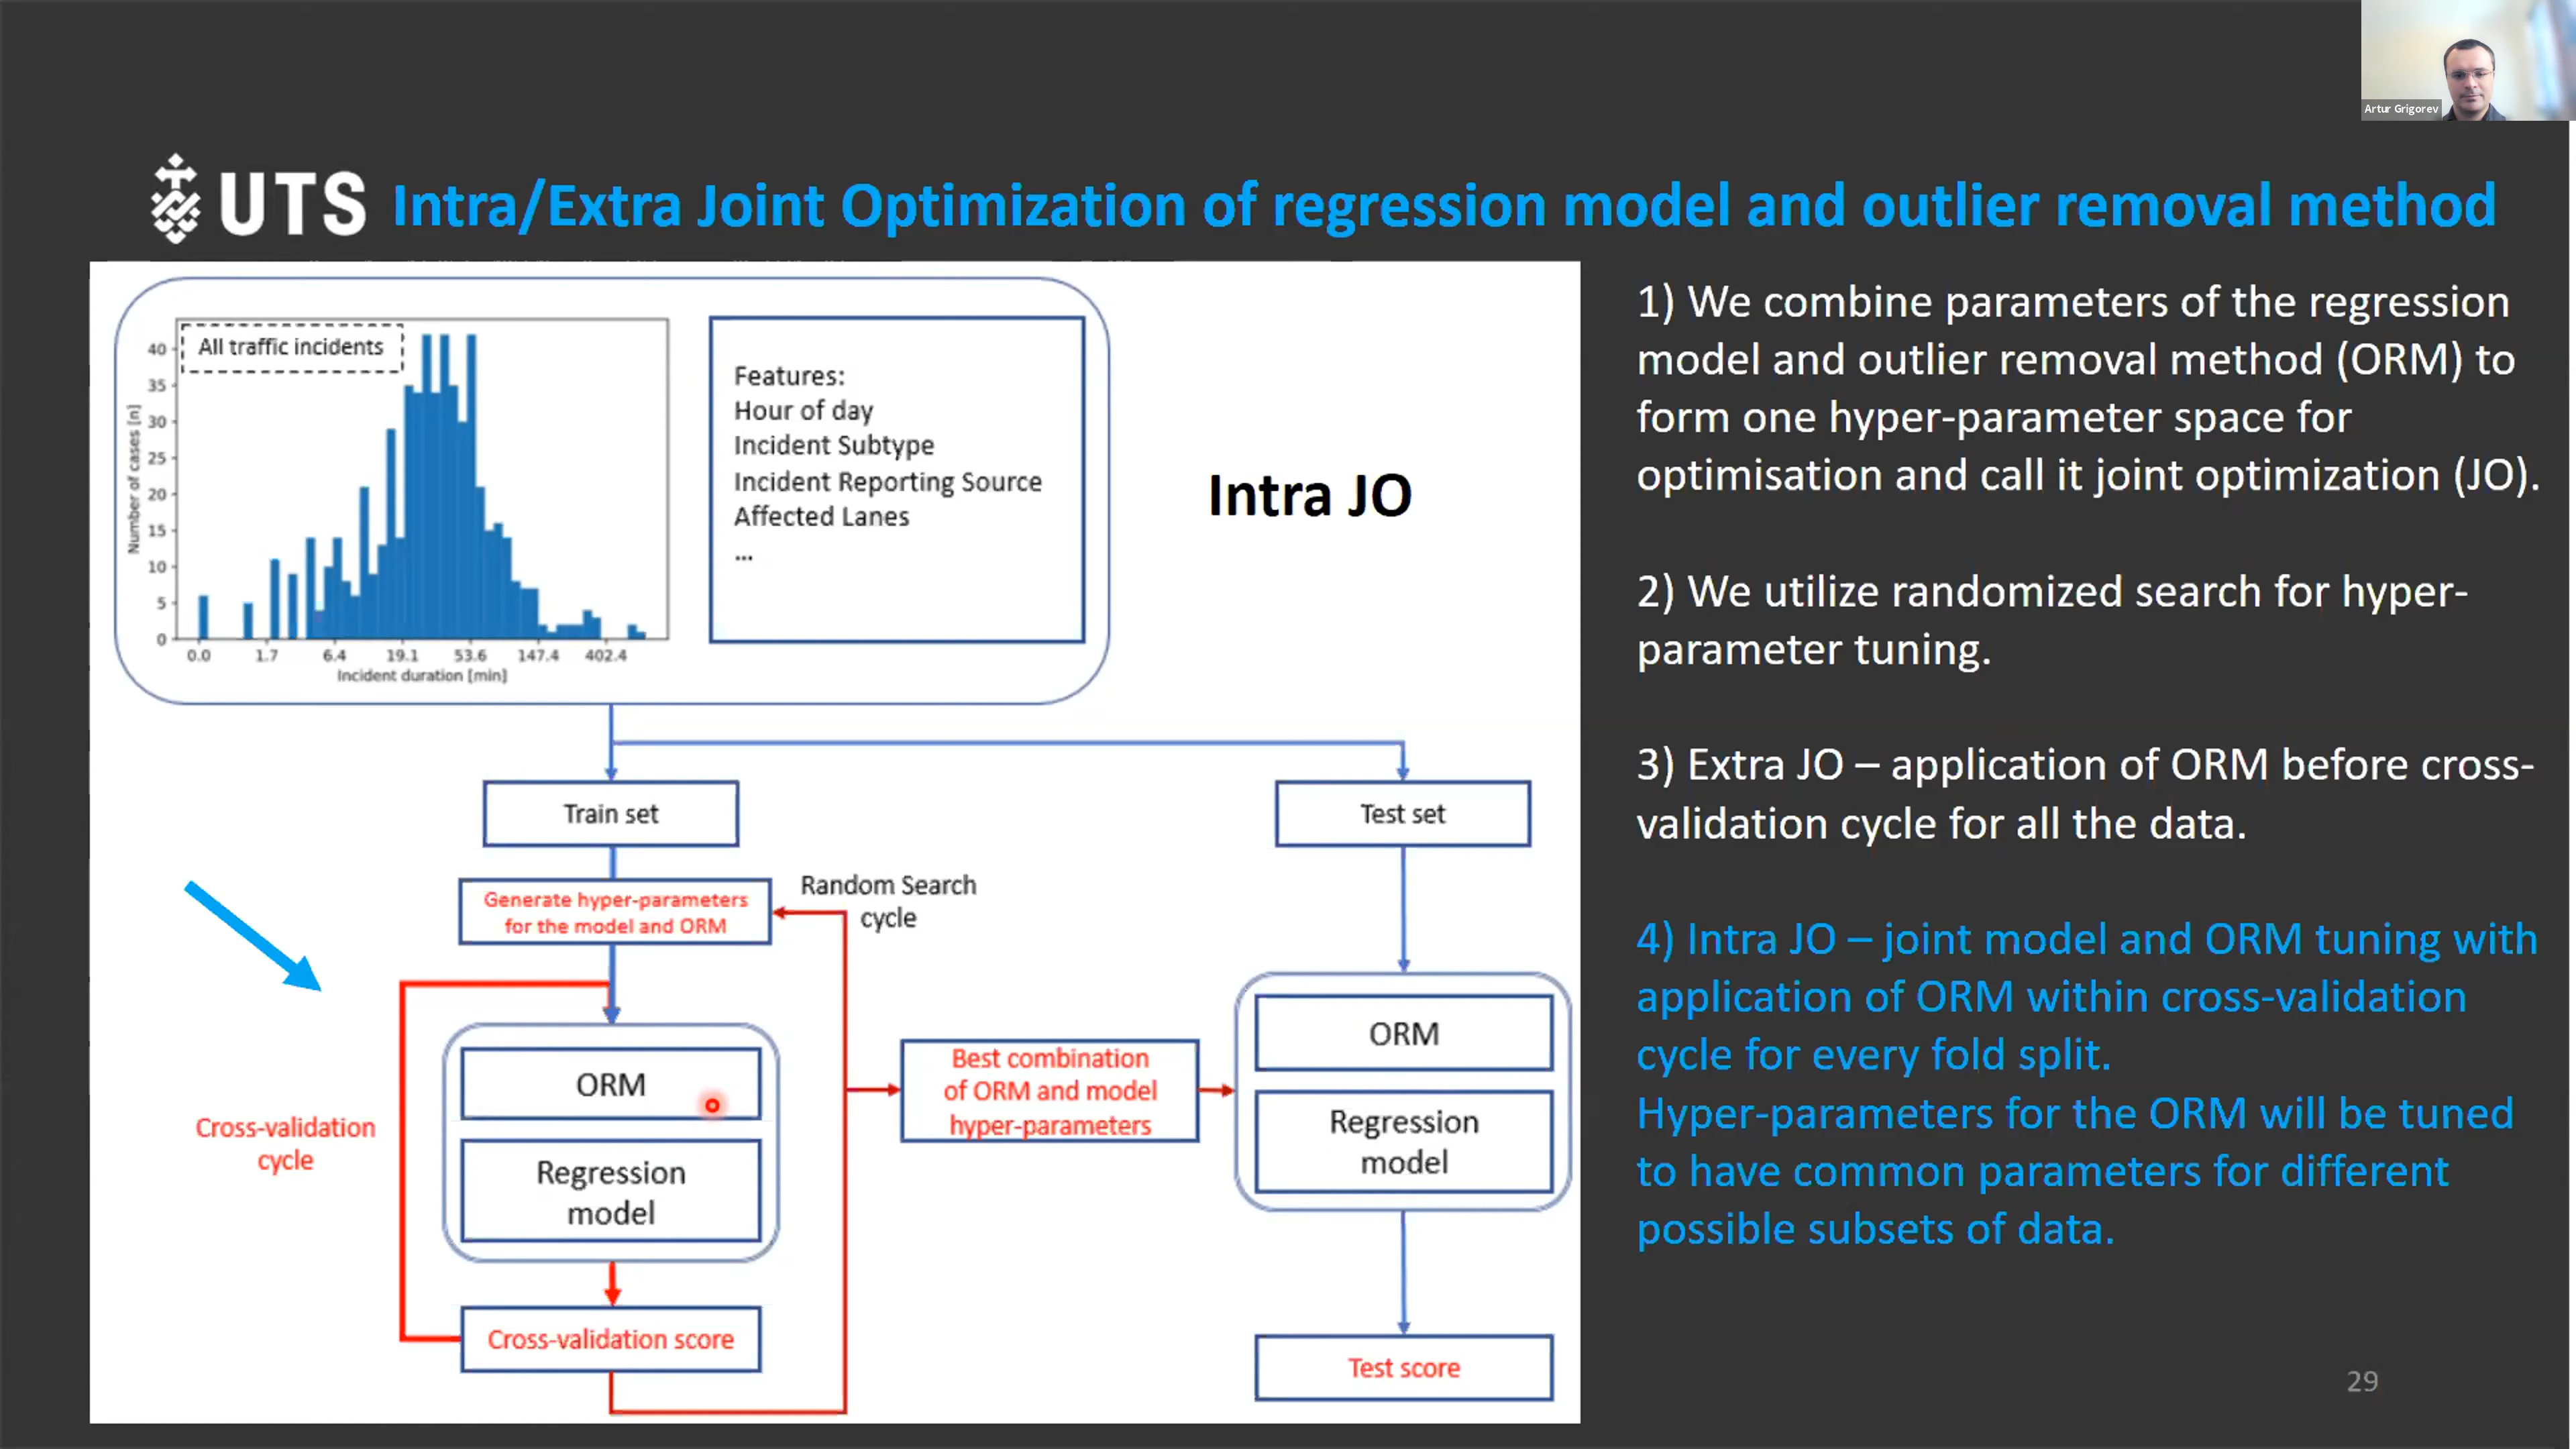 Artur Grigorev
UTS
Intra/Extra Joint Optimization of regression model and outlier removal method
All traffic incidents
40
35
30
25
20
15
10
5
0
Number of cases [n]
0.0 1.7 6.4 19.1 53.6 147.4 402.4
Incident duration [min]
Features:
Hour of day
Incident Subtype
Incident Reporting Source
Affected Lanes
...
Intra JO
Train set
Test set
Generate hyper-parameters
for the model and ORM
Random Search
cycle
ORM
Regression
model
Cross-validation
cycle
Cross-validation score
Best combination
of ORM and model
hyper-parameters
ORM
Regression
model
Test score
1) We combine parameters of the regression
model and outlier removal method (ORM) to
form one hyper-parameter space for
optimisation and call it joint optimization (JO).
2) We utilize randomized search for hyper-
parameter tuning.
3) Extra JO – application of ORM before cross-
validation cycle for all the data.
4) Intra JO – joint model and ORM tuning with
application of ORM within cross-validation
cycle for every fold split.
Hyper-parameters for the ORM will be tuned
to have common parameters for different
possible subsets of data.
29